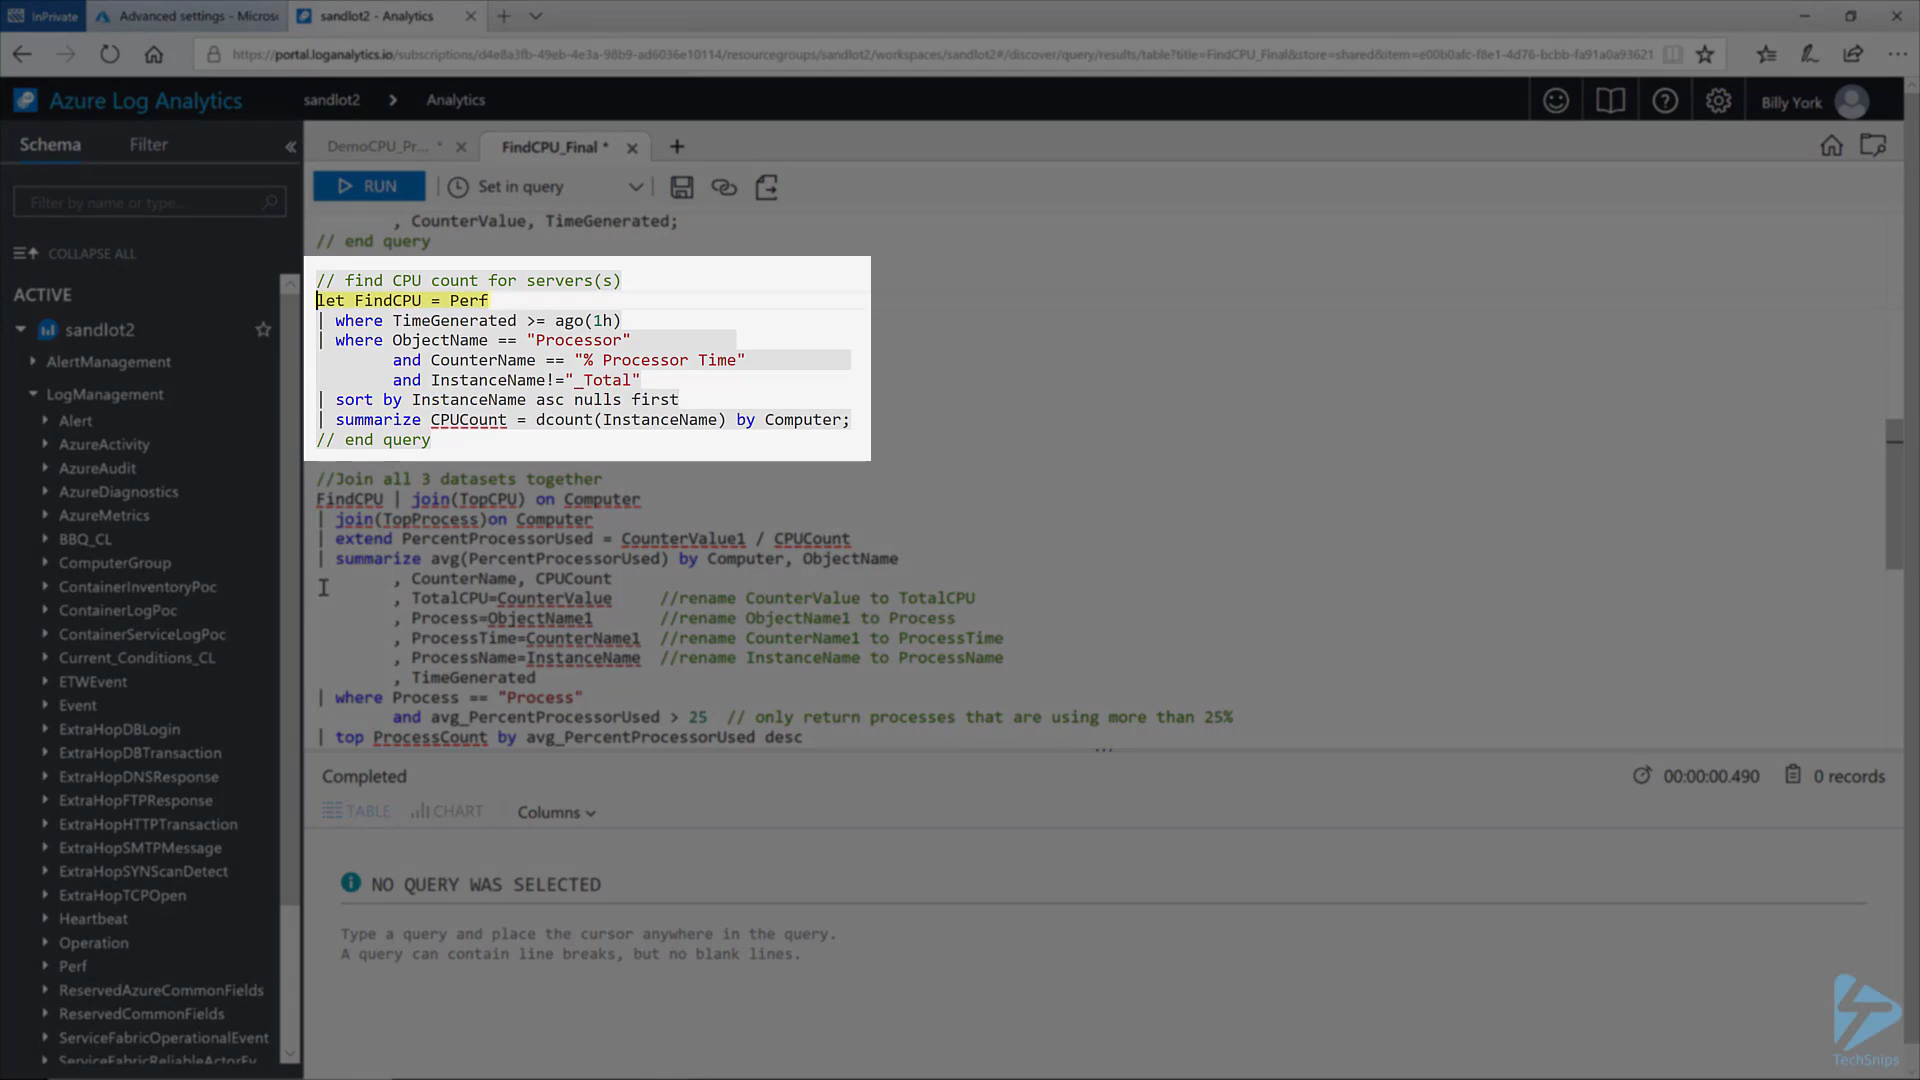 InPrivate
Advanced settings - Micros
sandlot2 - Analytics
https://portal.loganalytics.io/subscriptions/d4e8a3fb-49eb-4e3a-98b9-ad6036e10114/resourcegroups/sandlot2/workspaces/sandlot2#/discover/query/results/table?title=FindCPU_Final&store=shared&item=e00b0afc-f8e1-4d76-bcbb-fa91a0a93621
Azure Log Analytics
sandlot2 > Analytics
Billy York
Schema
Filter
«
DemoCPU_Pr... *
FindCPU_Final *
RUN
Set in query
Filter by name or type...
COLLAPSE ALL
ACTIVE
sandlot2
AlertManagement
LogManagement
Alert
AzureActivity
AzureAudit
AzureDiagnostics
AzureMetrics
BBQ_CL
ComputerGroup
ContainerInventoryPoc
ContainerLogPoc
ContainerServiceLogPoc
Current_Conditions_CL
ETWEvent
Event
ExtraHopDBLogin
ExtraHopDBTransaction
ExtraHopDNSResponse
ExtraHopFTPResponse
ExtraHopHTTPTransaction
ExtraHopSMTPMessage
ExtraHopSYNScanDetect
ExtraHopTCPOpen
Heartbeat
Operation
Perf
ReservedAzureCommonFields
ReservedCommonFields
ServiceFabricOperationalEvent
ServiceFabricReliableActorEv
, CounterValue, TimeGenerated;
// end query
// find CPU count for servers(s)
let FindCPU = Perf
| where TimeGenerated >= ago(1h)
| where ObjectName == "Processor"
and CounterName == "% Processor Time"
and InstanceName!="_Total"
| sort by InstanceName asc nulls first
| summarize CPUCount = dcount(InstanceName) by Computer;
// end query
//Join all 3 datasets together
FindCPU | join(TopCPU) on Computer
| join(TopProcess)on Computer
| extend PercentProcessorUsed = CounterValue1 / CPUCount
| summarize avg(PercentProcessorUsed) by Computer, ObjectName
, CounterName, CPUCount
, TotalCPU=CounterValue //rename CounterValue to TotalCPU
, Process=ObjectName1 //rename ObjectName1 to Process
, ProcessTime=CounterName1 //rename CounterName1 to ProcessTime
, ProcessName=InstanceName //rename InstanceName to ProcessName
, TimeGenerated
| where Process == "Process"
and avg_PercentProcessorUsed > 25 // only return processes that are using more than 25%
| top ProcessCount by avg_PercentProcessorUsed desc
Completed
00:00:00.490
0 records
TABLE
CHART
Columns
NO QUERY WAS SELECTED
Type a query and place the cursor anywhere in the query.
A query can contain line breaks, but no blank lines.
TechSnips